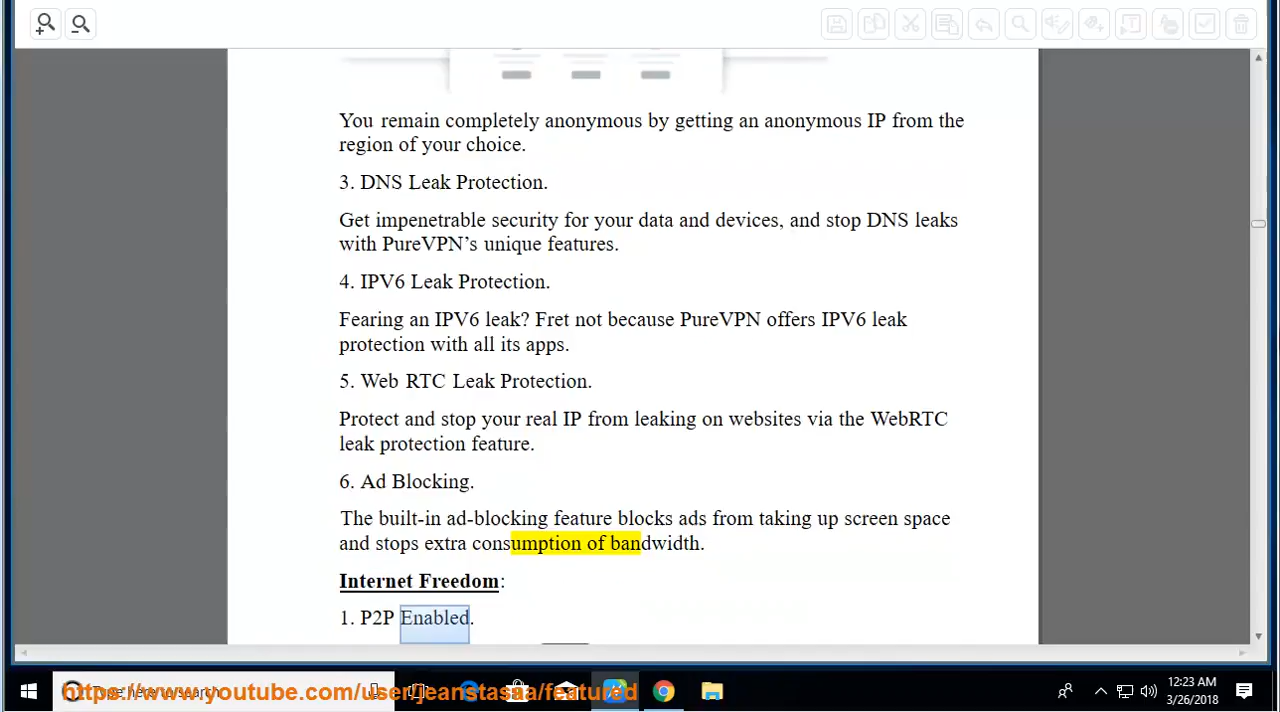 You remain completely anonymous by getting an anonymous IP from the
region of your choice.
3. DNS Leak Protection.
Get impenetrable security for your data and devices, and stop DNS leaks
with PureVPN's unique features.
4. IPV6 Leak Protection.
Fearing an IPV6 leak? Fret not because PureVPN offers IPV6 leak
protection with all its apps.
5. Web RTC Leak Protection.
Protect and stop your real IP from leaking on websites via the WebRTC
leak protection feature.
6. Ad Blocking.
The built-in ad-blocking feature blocks ads from taking up screen space
and stops extra consumption of bandwidth.
Internet Freedom:
1. P2P Enabled.
Type here to search
https://www.youtube.com/user/jeanstasna/featured
12:23 AM
3/26/2018